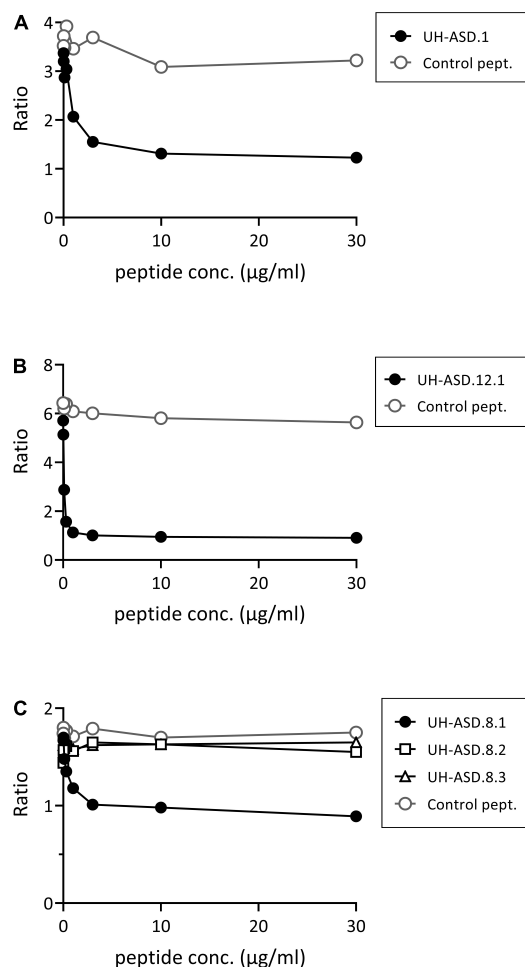 A
4
3
2
1
0
Ratio
0 10 20 30
peptide conc. (µg/ml)
UH-ASD.1
Control pept.
B
8
6
4
2
0
Ratio
0 10 20 30
peptide conc. (µg/ml)
UH-ASD.12.1
Control pept.
C
2
1
0
Ratio
0 10 20 30
peptide conc. (µg/ml)
UH-ASD.8.1
UH-ASD.8.2
UH-ASD.8.3
Control pept.